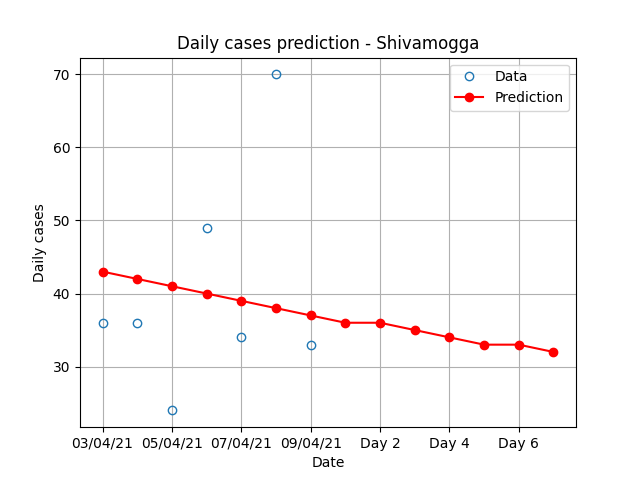 Daily cases prediction - Shivamogga
Data
Prediction
Daily cases
70
60
50
40
30
03/04/21 05/04/21 07/04/21 09/04/21 Day 2 Day 4 Day 6
Date